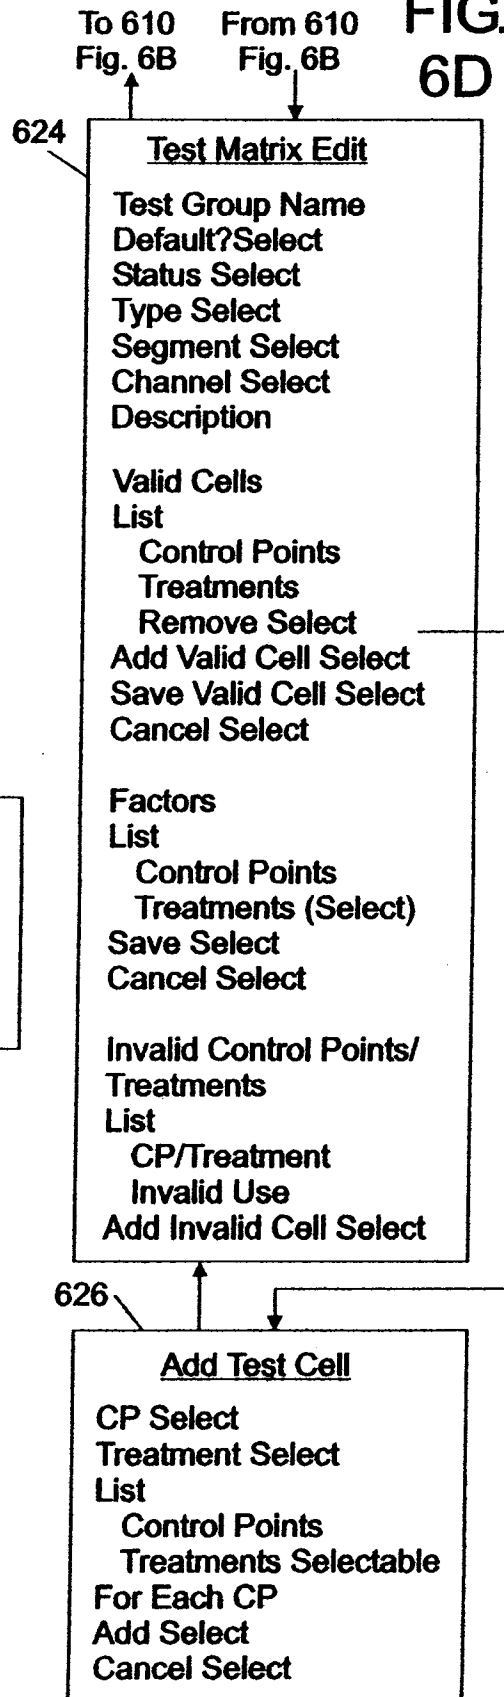 To 610 From 610 FIG.
Fig. 6B Fig. 6B 6D
624
Test Matrix Edit
Test Group Name
Default?Select
Status Select
Type Select
Segment Select
Channel Select
Description
Valid Cells
List
Control Points
Treatments
Remove Select
Add Valid Cell Select
Save Valid Cell Select
Cancel Select
Factors
List
Control Points
Treatments (Select)
Save Select
Cancel Select
Invalid Control Points/
Treatments
List
CP/Treatment
Invalid Use
Add Invalid Cell Select
626
Add Test Cell
CP Select
Treatment Select
List
Control Points
Treatments Selectable
For Each CP
Add Select
Cancel Select